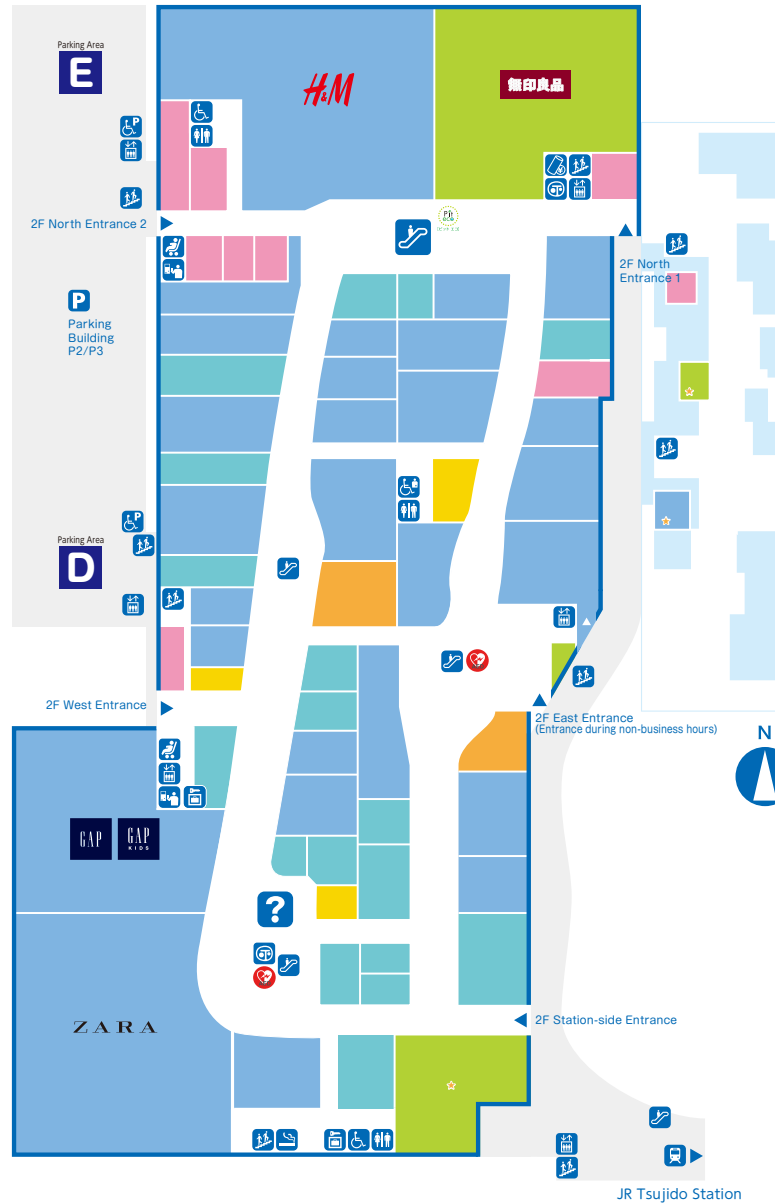 Parking Area
E
H&M
無印良品
P
Pit
eco
2F North Entrance 2
2F North
Entrance 1
P
Parking
Building
P2/P3
P
Parking Area
D
2F West Entrance
2F East Entrance
(Entrance during non-business hours)
N
GAP
GAP
KIDS
?
ZARA
2F Station-side Entrance
JR Tsujido Station